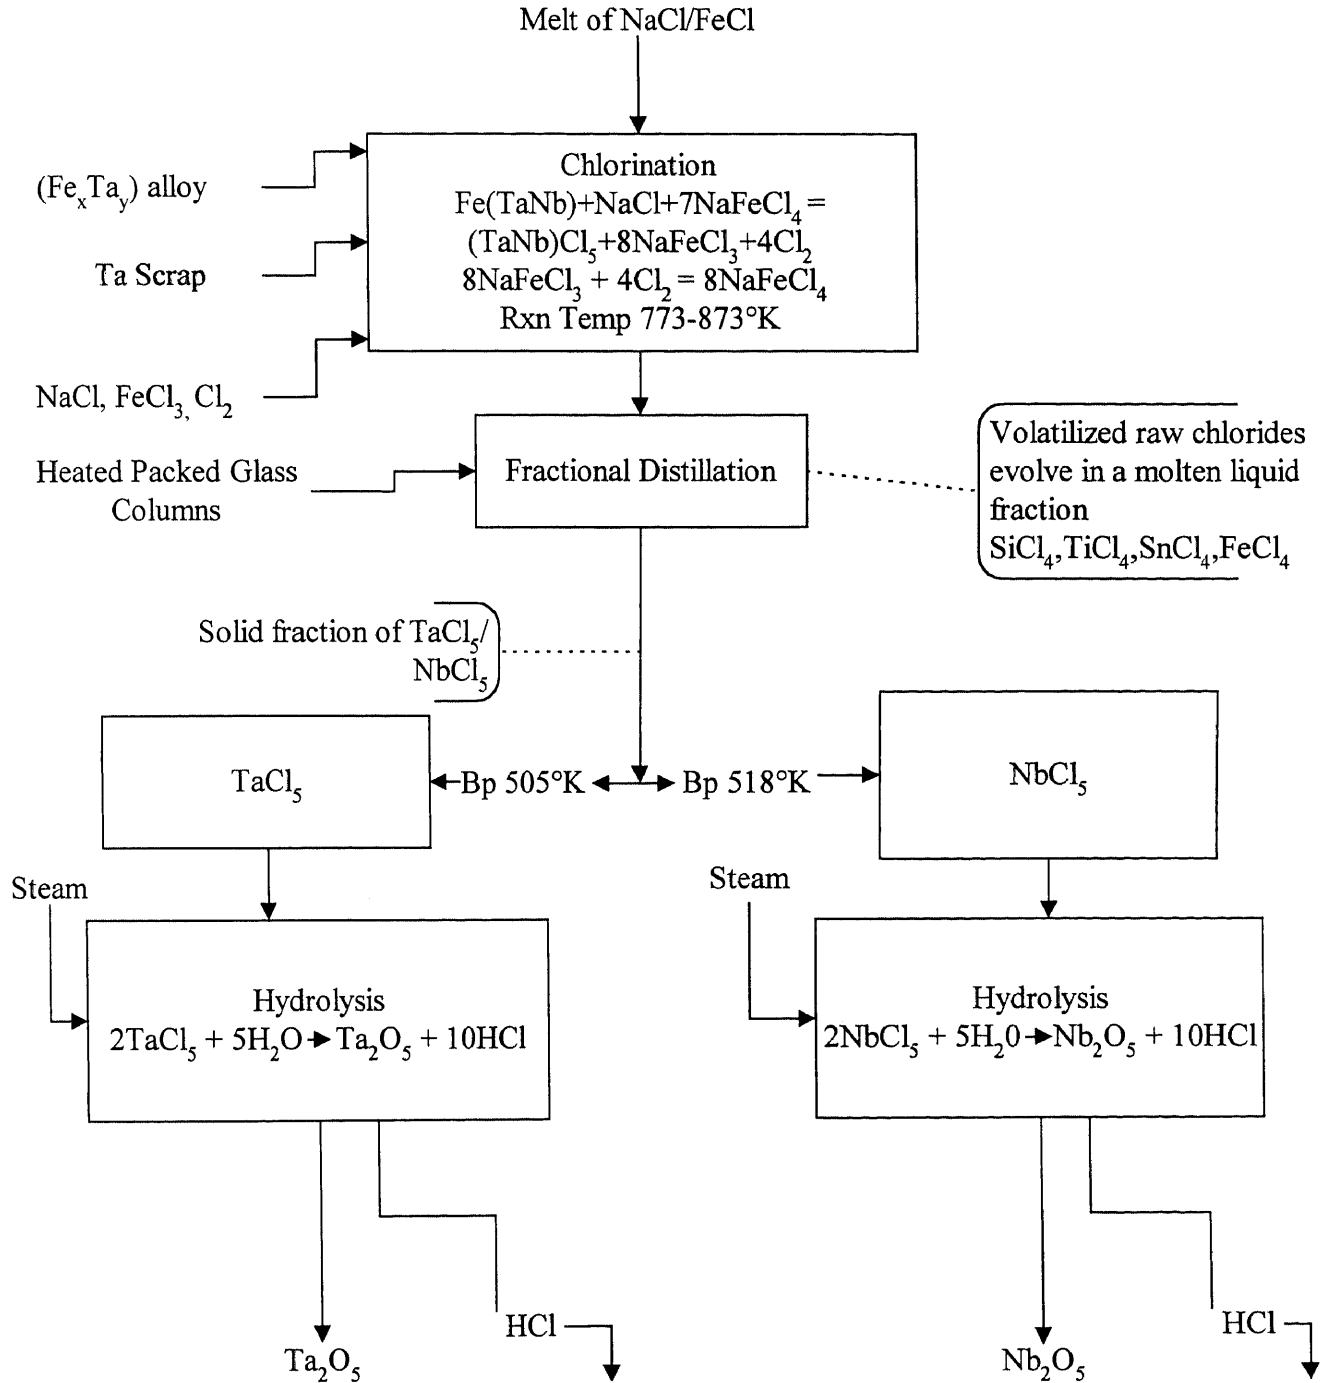 Melt of NaCl/FeCl
Chlorination
Fe(TaNb)+NaCl+7NaFeCl₄ =
(TaNb)Cl₅+8NaFeCl₃+4Cl₂
8NaFeCl₃ + 4Cl₂ = 8NaFeCl₄
Rxn Temp 773-873°K
(FeₓTaᵧ) alloy
Ta Scrap
NaCl, FeCl₃, Cl₂
Heated Packed Glass
Columns
Fractional Distillation
Volatilized raw chlorides
evolve in a molten liquid
fraction
SiCl₄,TiCl₄,SnCl₄,FeCl₄
Solid fraction of TaCl₅/
NbCl₅
TaCl₅
Bp 505°K
Bp 518°K
NbCl₅
Steam
Steam
Hydrolysis
2TaCl₅ + 5H₂O → Ta₂O₅ + 10HCl
Hydrolysis
2NbCl₅ + 5H₂0 → Nb₂O₅ + 10HCl
HCl
Ta₂O₅
HCl
Nb₂O₅